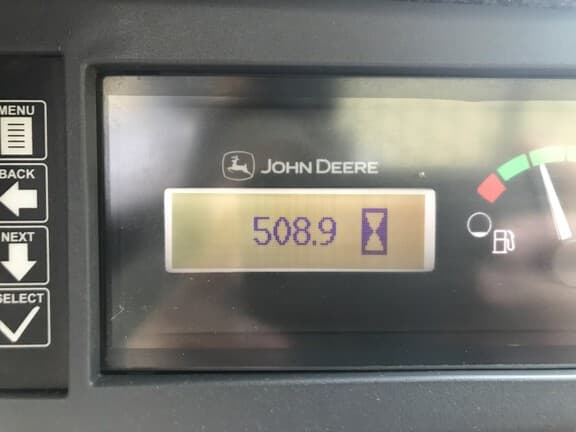 MENU
BACK
NEXT
SELECT
JOHN DEERE
508.9